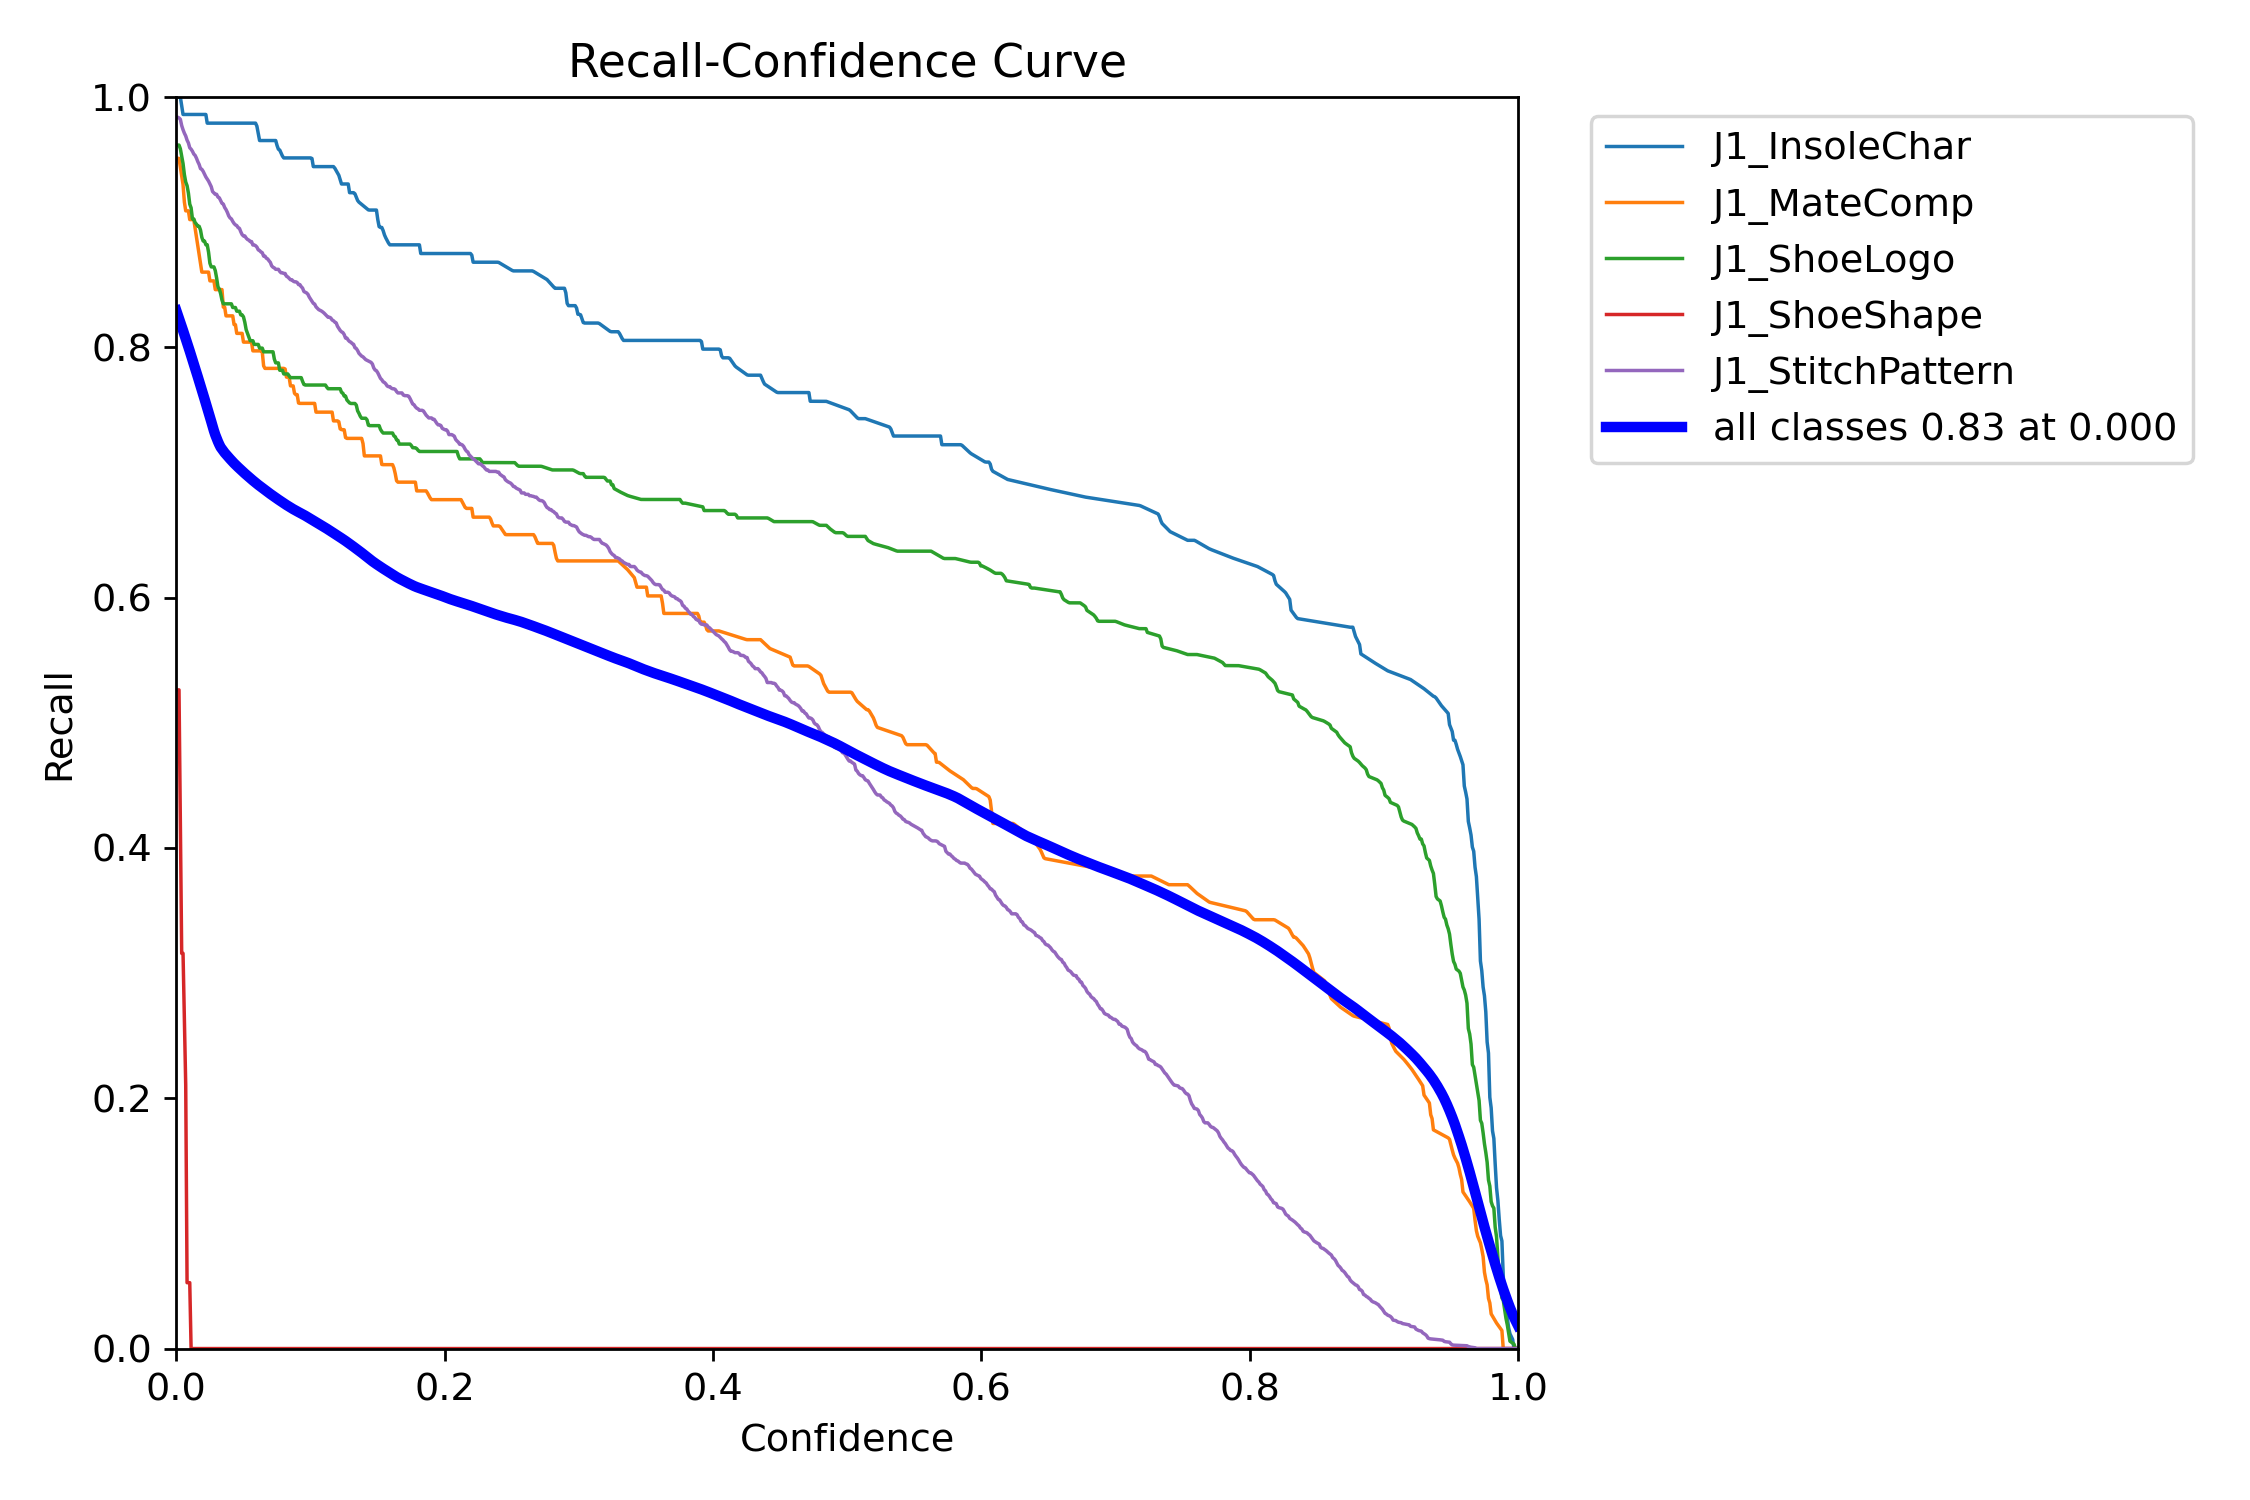 Recall-Confidence Curve
1.0
0.8
0.6
0.4
0.2
0.0
Recall
0.0 0.2 0.4 0.6 0.8 1.0
Confidence
J1_InsoleChar
J1_MateComp
J1_ShoeLogo
J1_ShoeShape
J1_StitchPattern
all classes 0.83 at 0.000